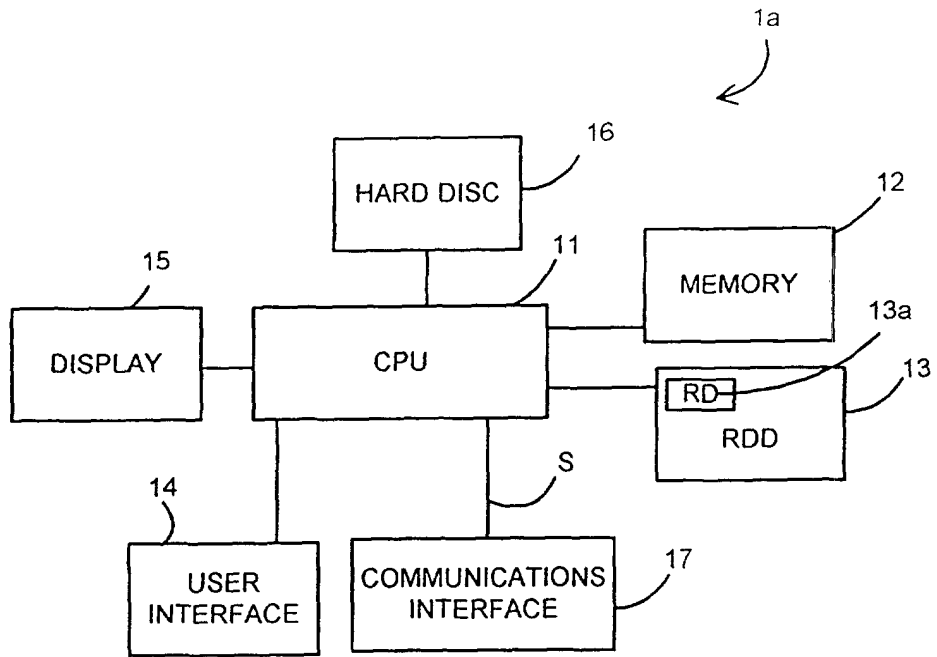 1a
16
HARD DISC
12
MEMORY
11
15
CPU
DISPLAY
13a
RD
13
RDD
S
14
USER
INTERFACE
COMMUNICATIONS
INTERFACE
17